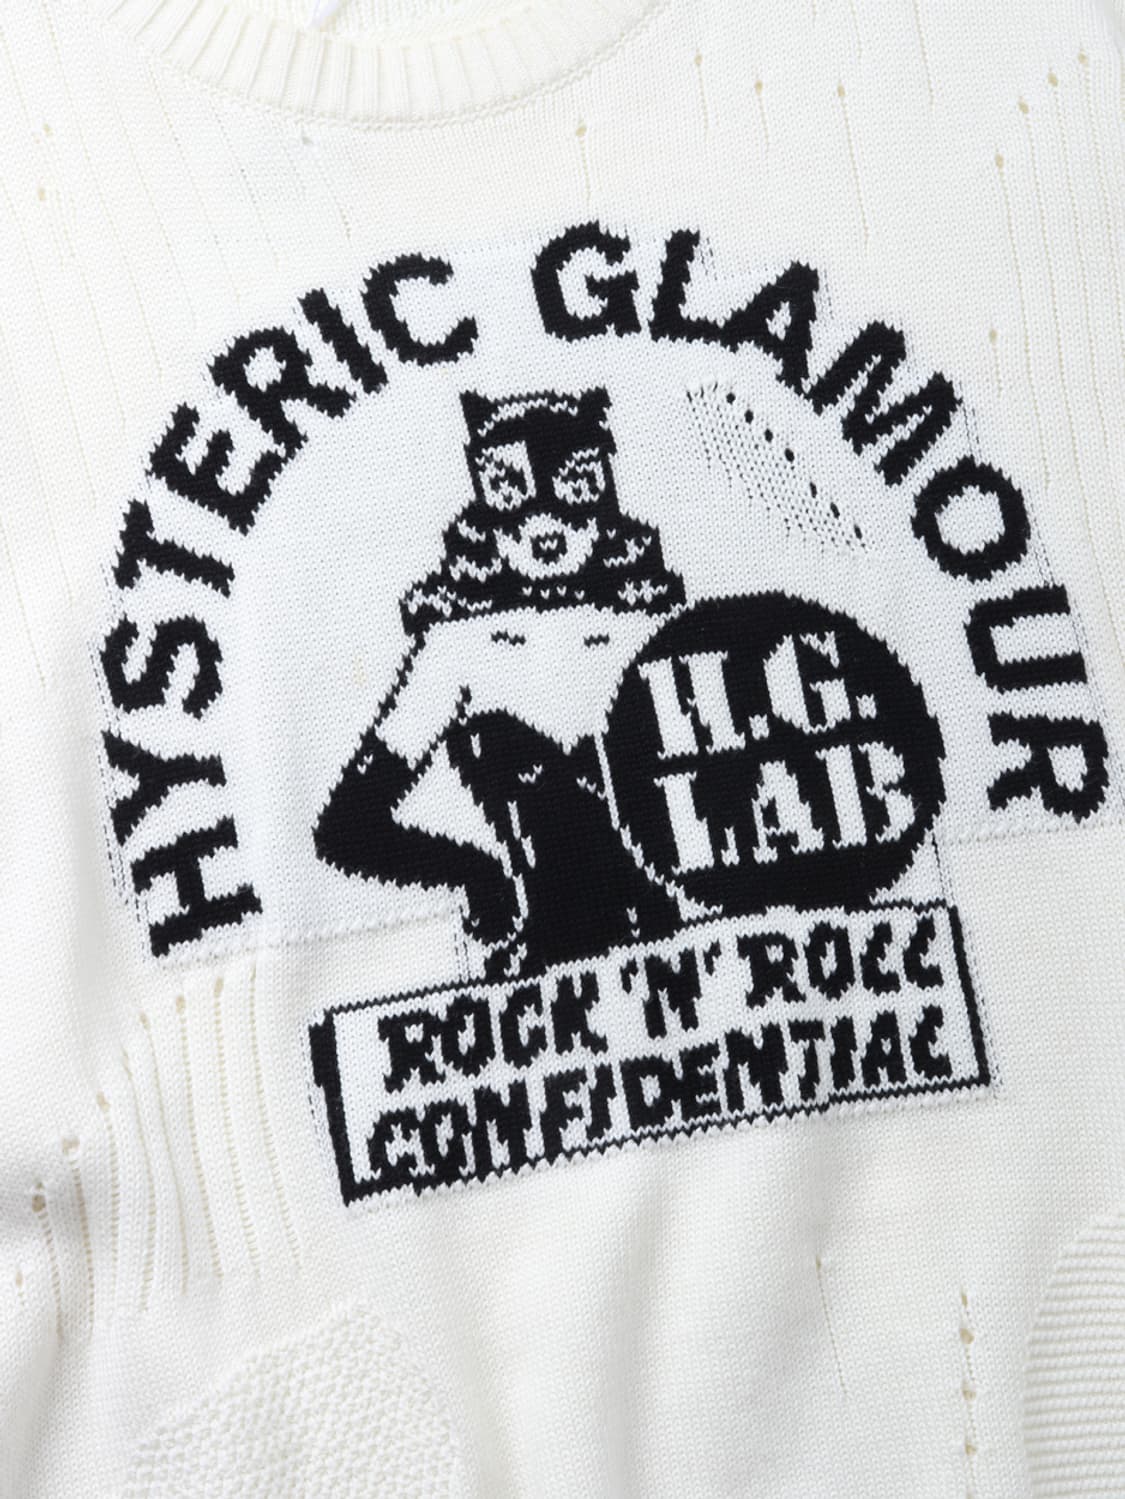 HYSTERIC GLAMOUR
H.G.
LAB
ROCK 'N' ROLL
CONFIDENTIAL